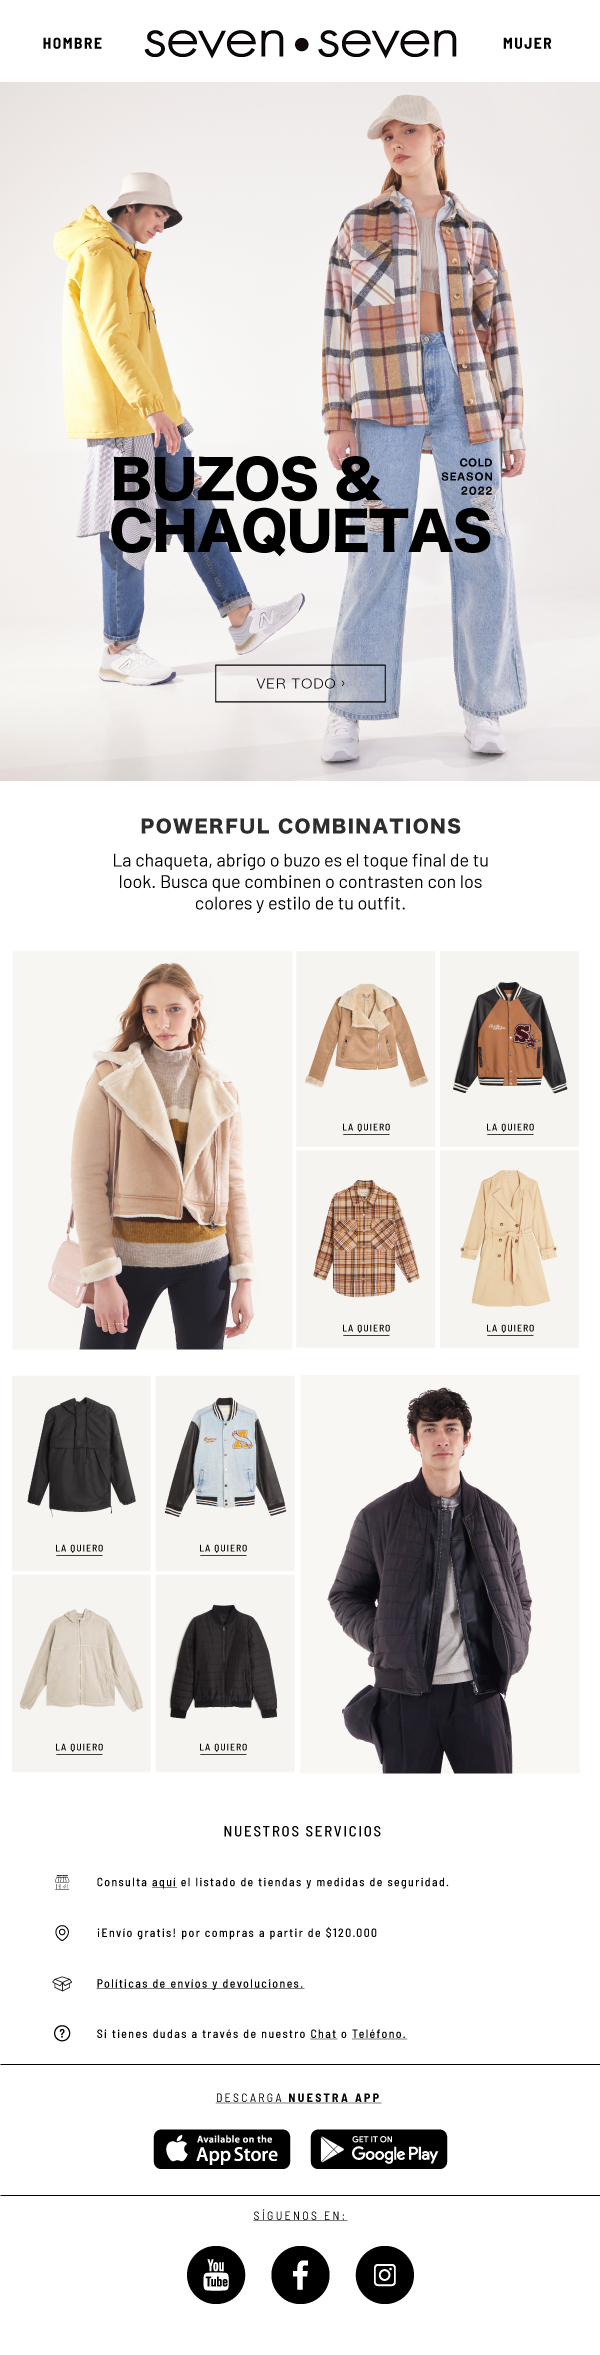 HOMBRE
seven•seven
MUJER
BUZOS &
CHAQUETAS
COLD
SEASON
2022
VER TODO ›
POWERFUL COMBINATIONS
La chaqueta, abrigo o buzo es el toque final de tu
look. Busca que combinen o contrasten con los
colores y estilo de tu outfit.
S
LA QUIERO
LA QUIERO
LA QUIERO
LA QUIERO
LA QUIERO
LA QUIERO
LA QUIERO
LA QUIERO
NUESTROS SERVICIOS
Consulta aquí el listado de tiendas y medidas de seguridad.
¡Envío gratis! por compras a partir de $120.000
Políticas de envíos y devoluciones.
Si tienes dudas a través de nuestro Chat o Teléfono.
DESCARGA NUESTRA APP
Available on the
App Store
GET IT ON
Google Play
SÍGUENOS EN:
You
Tube